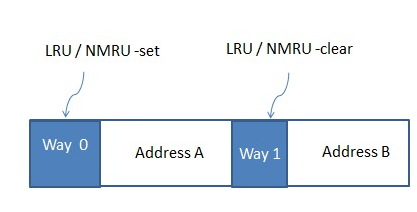 LRU / NMRU -set
LRU / NMRU -clear
Way 0
Address A
Way 1
Address B